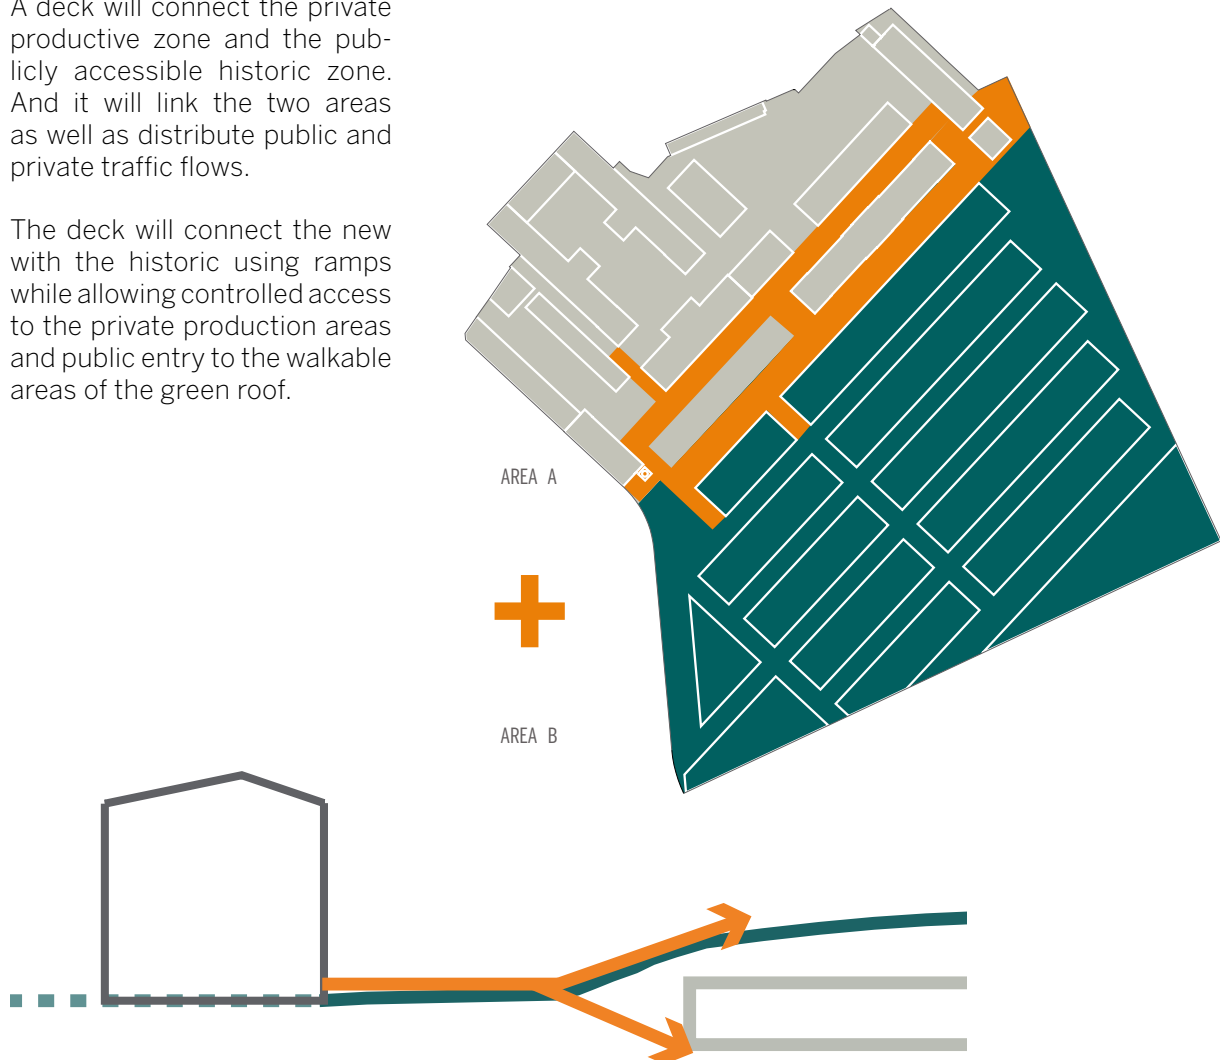 A deck will connect the private
productive zone and the pub-
licly accessible historic zone.
And it will link the two areas
as well as distribute public and
private traffic flows.
The deck will connect the new
with the historic using ramps
while allowing controlled access
to the private production areas
and public entry to the walkable
areas of the green roof.
AREA A
AREA B